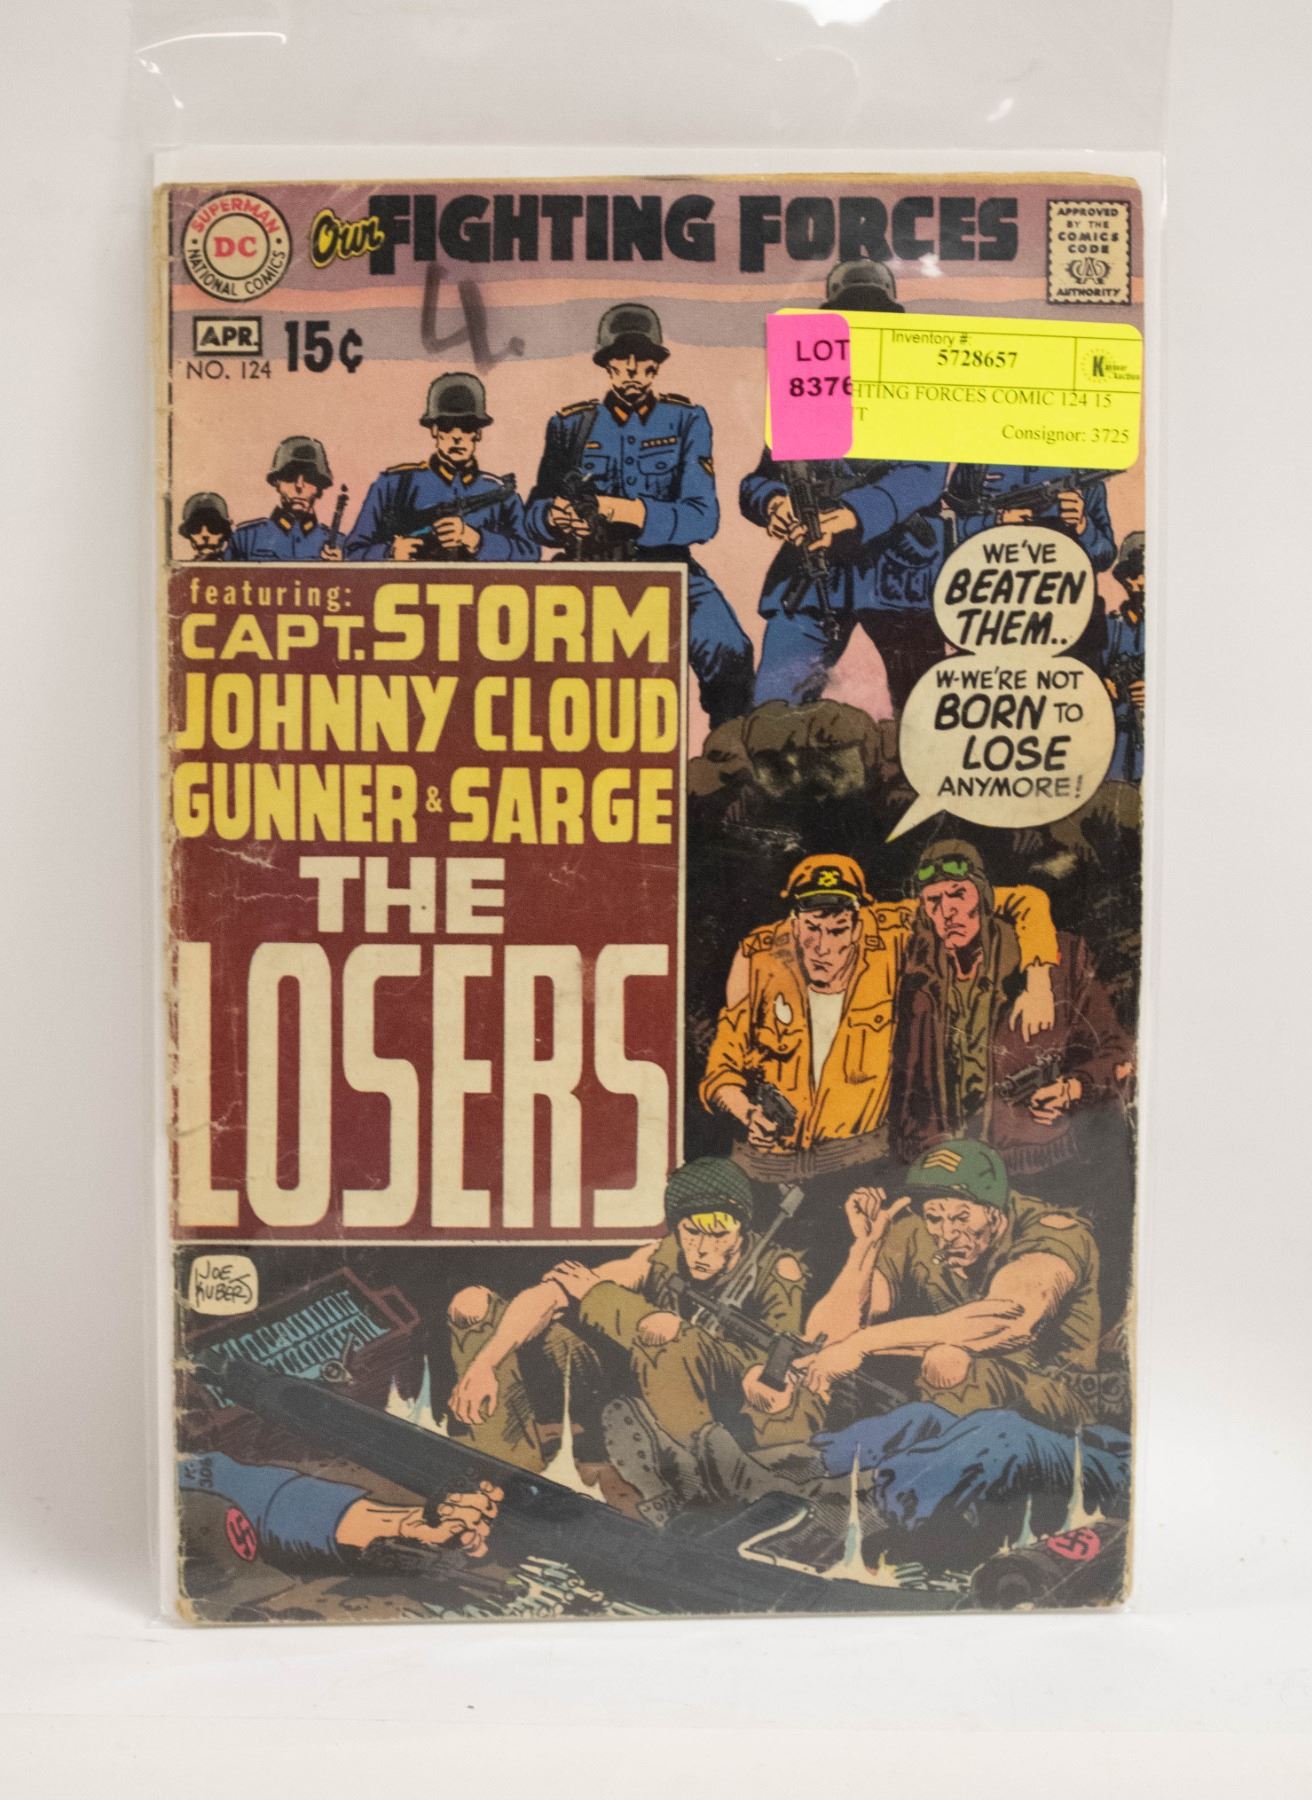 SUPERMAN
DC
NATIONAL COMICS
Our FIGHTING FORCES
APPROVED
BY THE
COMICS
CODE
CA
AUTHORITY
APR.
NO. 124
15¢
4.
LOT
8376
Inventory #:
5728657
HTING FORCES COMIC 124 15
T
Consignor: 3725
featuring:
CAPT. STORM
JOHNNY CLOUD
GUNNER & SARGE
THE
LOSERS
WE'VE
BEATEN
THEM..
W-WE'RE NOT
BORN TO
LOSE
ANYMORE!
JOE
KUBERT